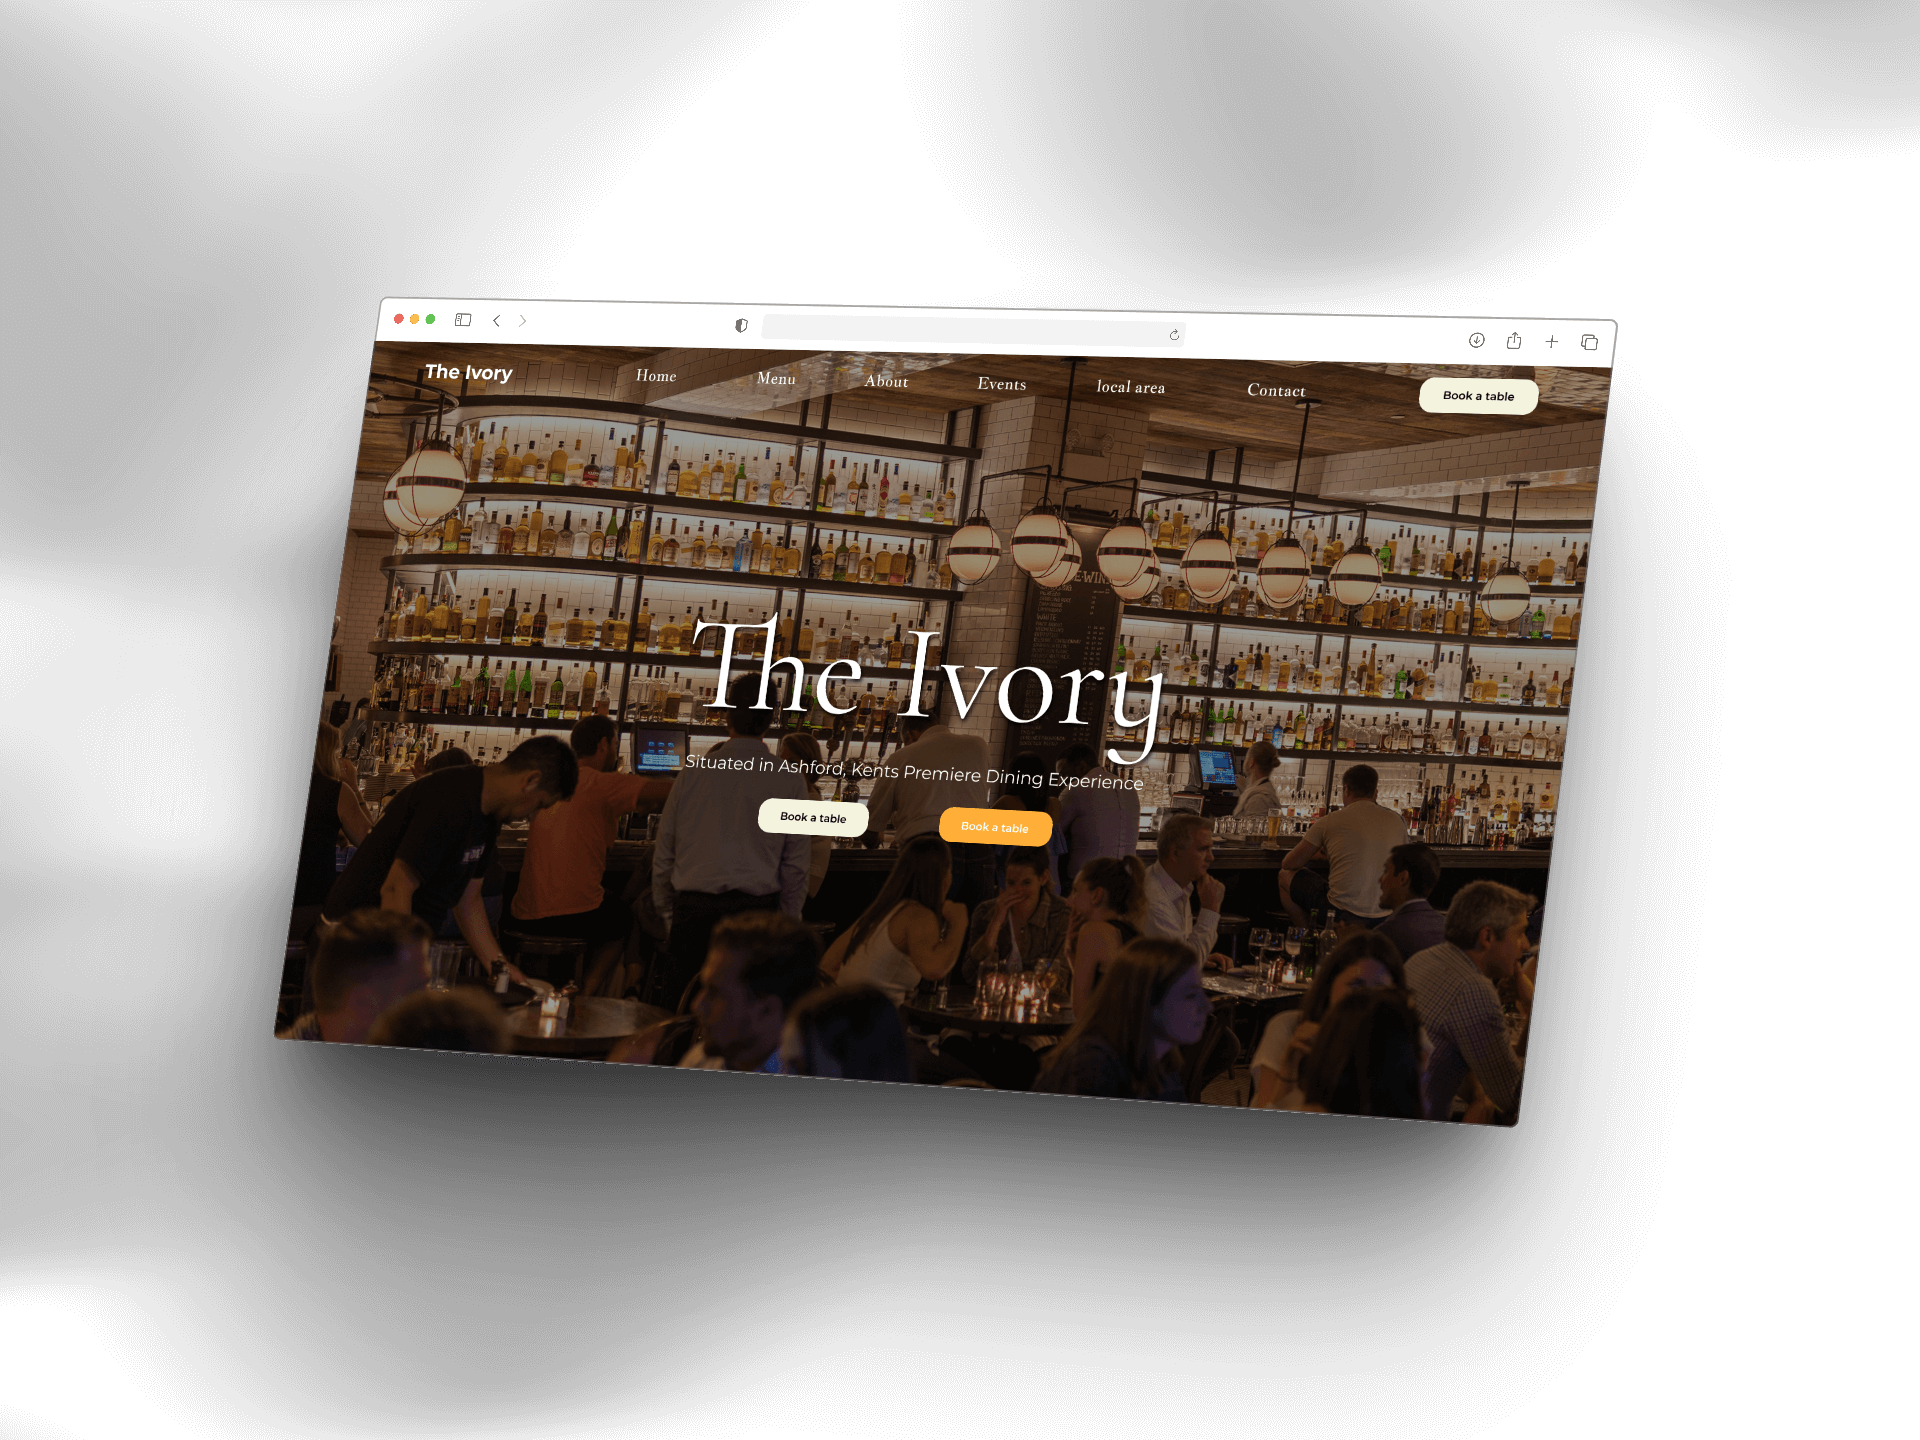 The Ivory
Home
Menu
About
Events
local area
Contact
Book a table
The Ivory
Situated in Ashford, Kents Premiere Dining Experience
Book a table
Book a table